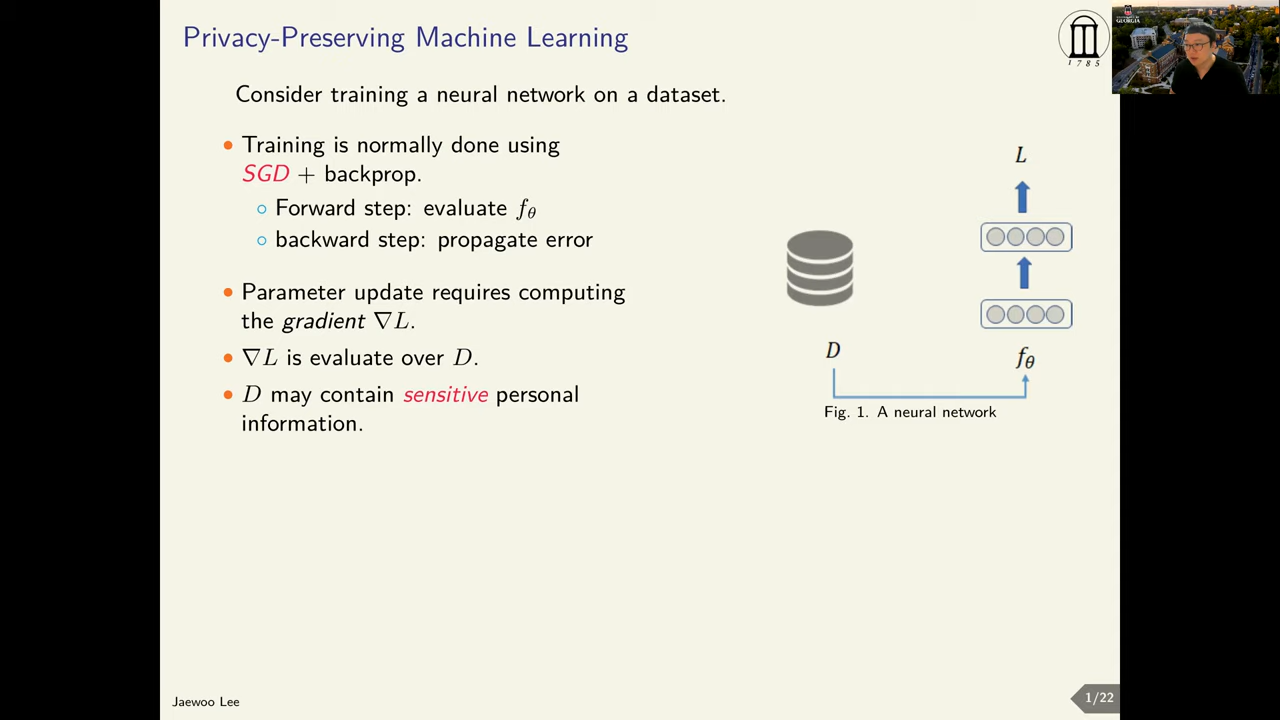 Privacy-Preserving Machine Learning
1785
GEORGIA
Consider training a neural network on a dataset.
• Training is normally done using
SGD + backprop.
○ Forward step: evaluate fθ
○ backward step: propagate error
• Parameter update requires computing
the gradient ∇L.
• ∇L is evaluate over D.
• D may contain sensitive personal
information.
L
D
fθ
Fig. 1. A neural network
Jaewoo Lee
1/22